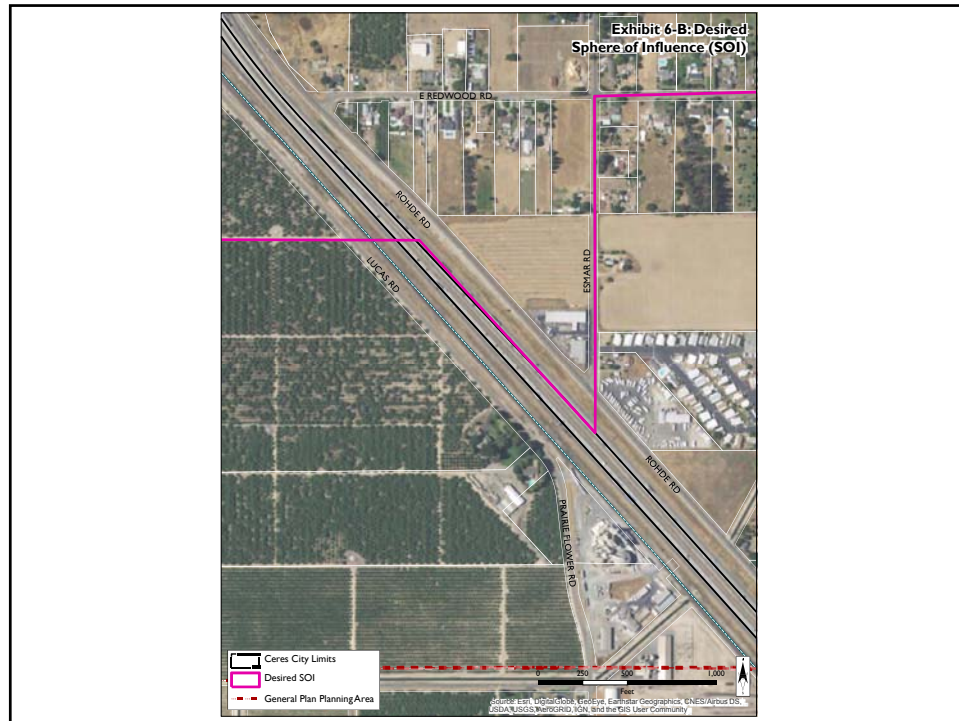 Exhibit 6-B: Desired
Sphere of Influence (SOI)
E REDWOOD RD
ROHDE RD
LUCAS RD
ESMAR RD
ROHDE RD
PRAIRIE FLOWER RD
Ceres City Limits
Desired SOI
General Plan Planning Area
0 250 500 1,000
Feet
Source: Esri, DigitalGlobe, GeoEye, Earthstar Geographics, CNES/Airbus DS,
USDA, USGS, AeroGRID, IGN, and the GIS User Community